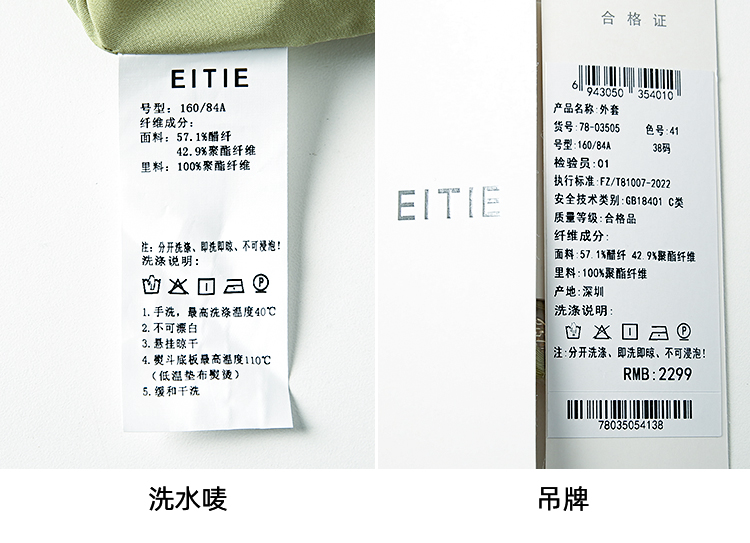 EITIE
号型：160/84A
纤维成分：
面料：57.1%醋纤
42.9%聚酯纤维
里料：100%聚酯纤维
注：分开洗涤、即洗即晾、不可浸泡！
洗涤说明：
1.手洗，最高洗涤温度40℃
2.不可漂白
3.悬挂晾干
4.熨斗底板最高温度110℃
（低温垫布熨烫）
5.缓和干洗
洗水唛
EITIE
合格证
6 943050 354010
产品名称：外套
货号：78-03505 色号：41
号型：160/84A 38码
检验员：01
执行标准：FZ/T81007-2022
安全技术类别：GB18401 C类
质量等级：合格品
纤维成分：
面料：57.1%醋纤 42.9%聚酯纤维
里料：100%聚酯纤维
产地：深圳
洗涤说明：
P
注：分开洗涤、即洗即晾、不可浸泡！
RMB：2299
78035054138
吊牌